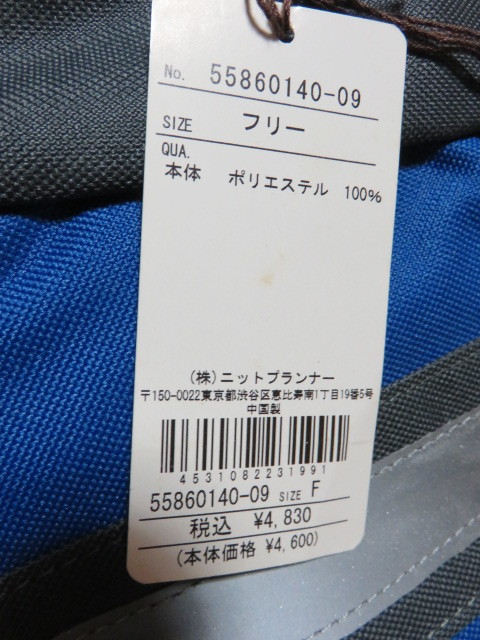 No. 55860140-09
SIZE フリー
QUA.
本体 ポリエステル 100%
(株)ニットプランナー
〒150-0022東京都渋谷区恵比寿南1丁目19番5号
中国製
4531082231991
55860140-09 SIZE F
税込 ¥4,830
(本体価格 ¥4,600)